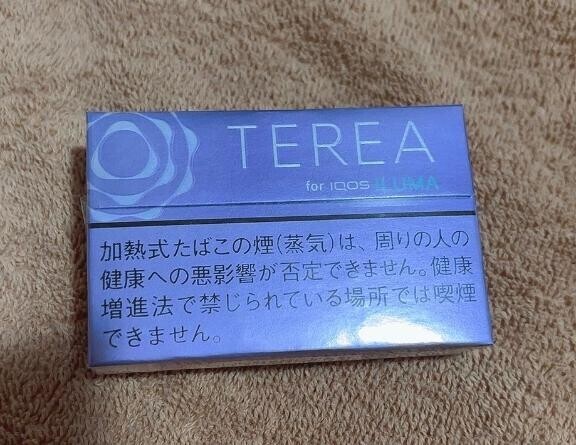 TEREA
for IQOS ILUMA
加熱式たばこの煙(蒸気)は、周りの人の
健康への悪影響が否定できません。健康
増進法で禁じられている場所では喫煙
できません。